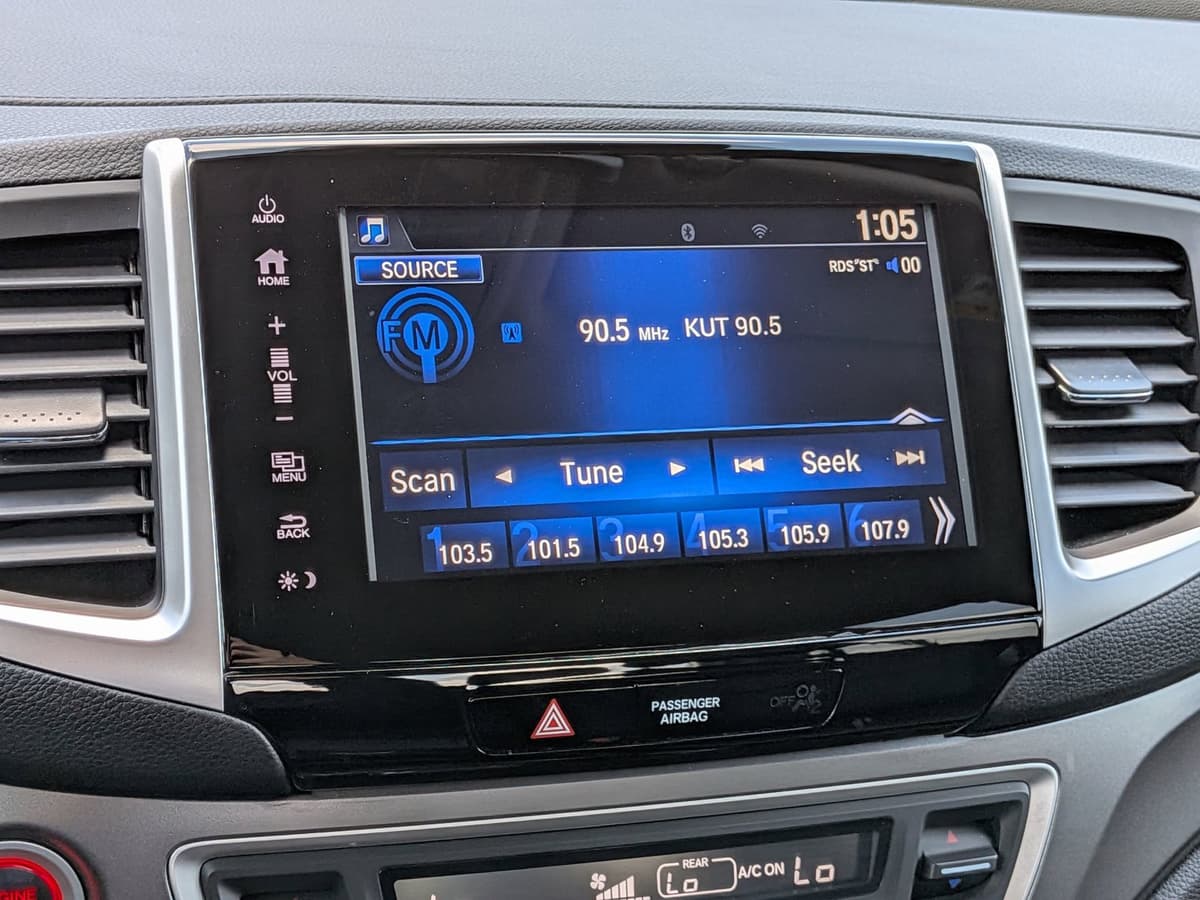 AUDIO
HOME
VOL
MENU
BACK
1:05
SOURCE
RDS ST 00
FM
90.5 MHz KUT 90.5
Scan Tune Seek
1 103.5 2 101.5 3 104.9 4 105.3 5 105.9 6 107.9
PASSENGER
AIRBAG
OFF
REAR
Lo A/C ON Lo
GINE